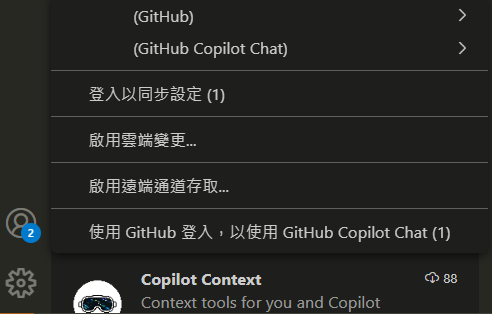 (GitHub)
(GitHub Copilot Chat)
登入以同步設定 (1)
啟用雲端變更...
啟用遠端通道存取...
2
使用 GitHub 登入，以使用 GitHub Copilot Chat (1)
Copilot Context 88
Context tools for you and Copilot